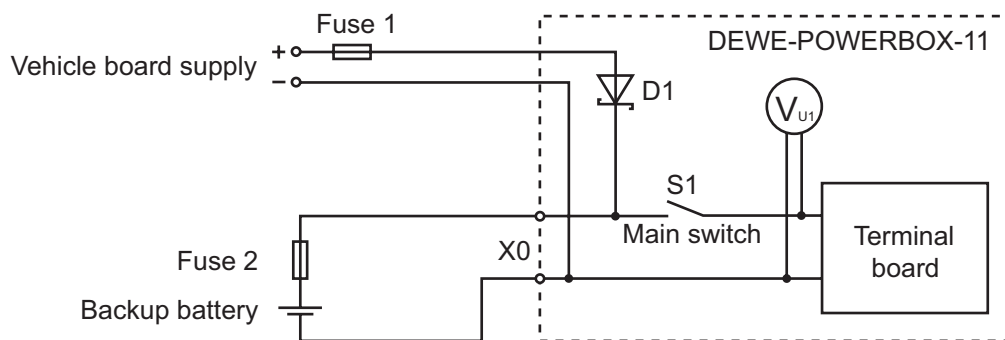 Fuse 1
DEWE-POWERBOX-11
+
Vehicle board supply
−
D1
V U1
S1
Main switch
Terminal
board
X0
Fuse 2
Backup battery